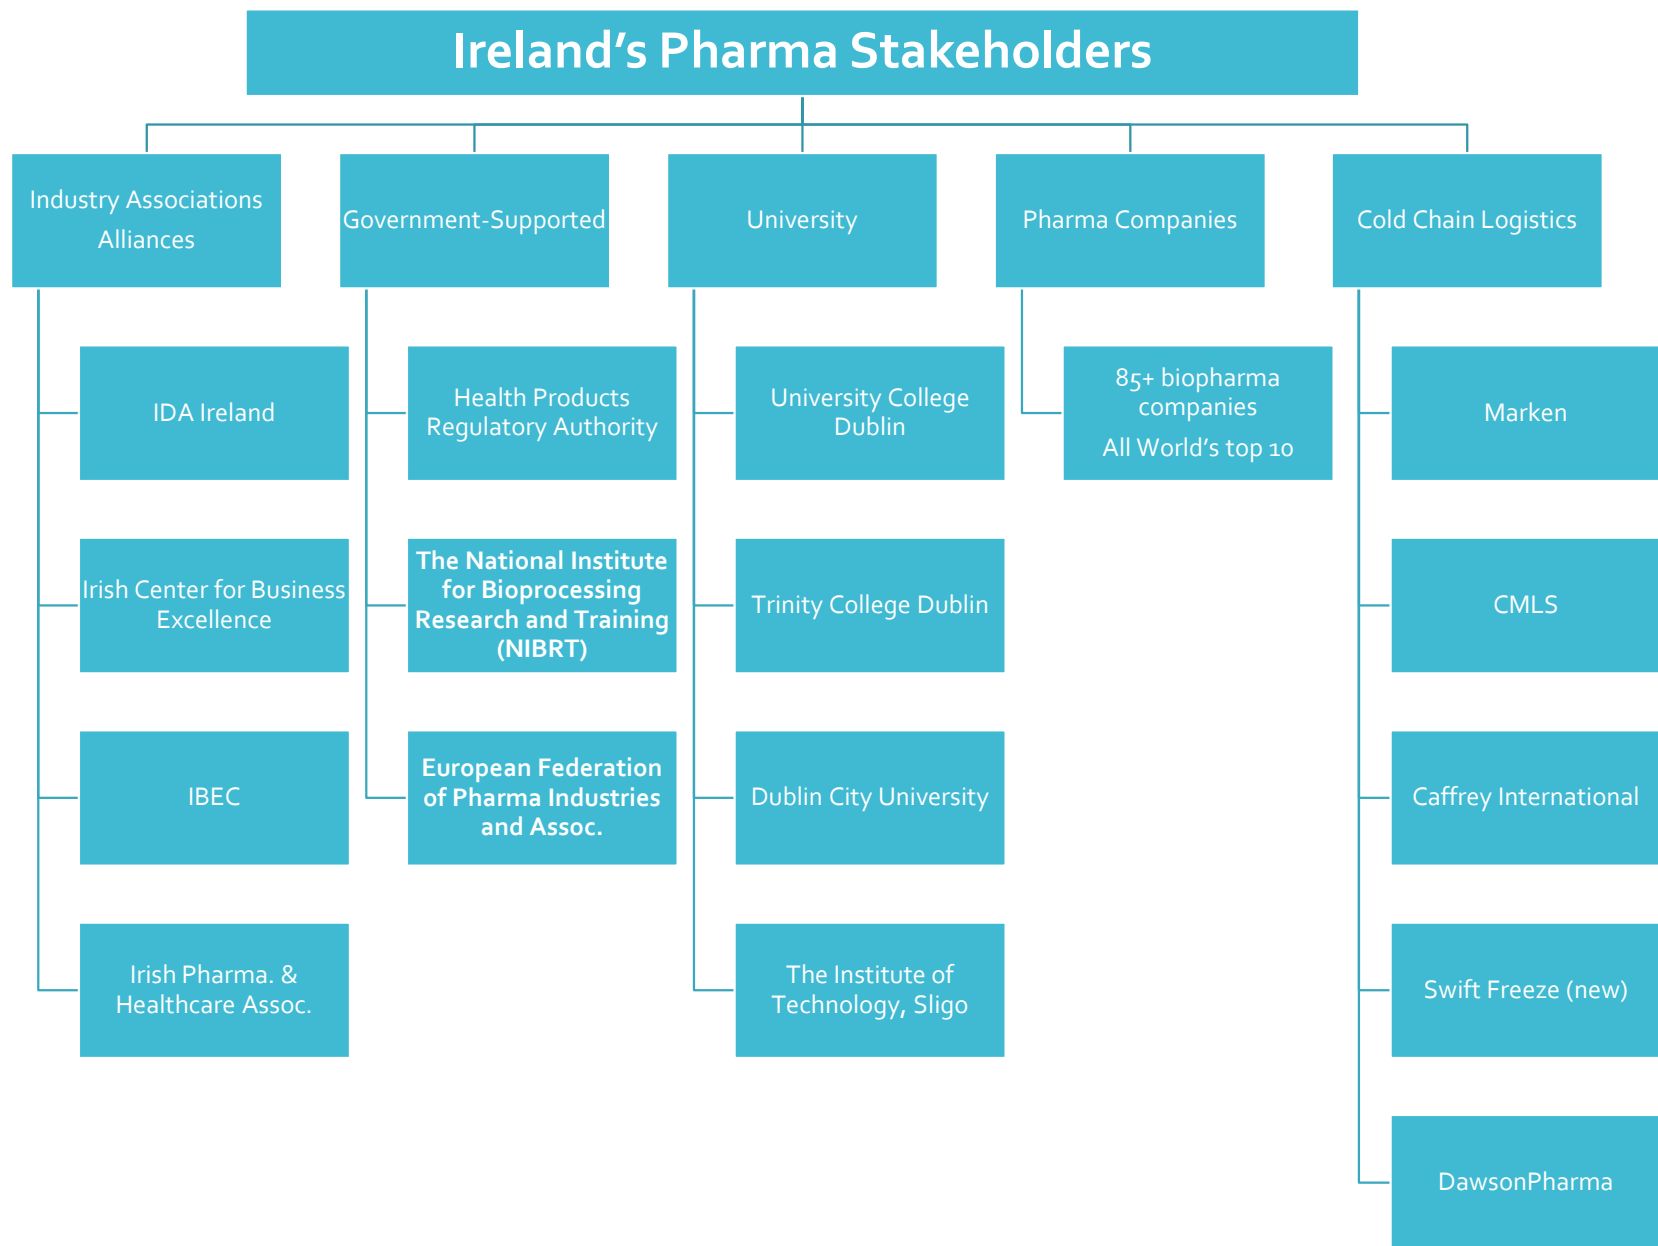 Ireland's Pharma Stakeholders
Industry Associations
Alliances
Government-Supported
University
Pharma Companies
Cold Chain Logistics
IDA Ireland
Irish Center for Business
Excellence
IBEC
Irish Pharma. &
Healthcare Assoc.
Health Products
Regulatory Authority
The National Institute
for Bioprocessing
Research and Training
(NIBRT)
European Federation
of Pharma Industries
and Assoc.
University College
Dublin
Trinity College Dublin
Dublin City University
The Institute of
Technology, Sligo
85+ biopharma
companies
All World's top 10
Marken
CMLS
Caffrey International
Swift Freeze (new)
DawsonPharma